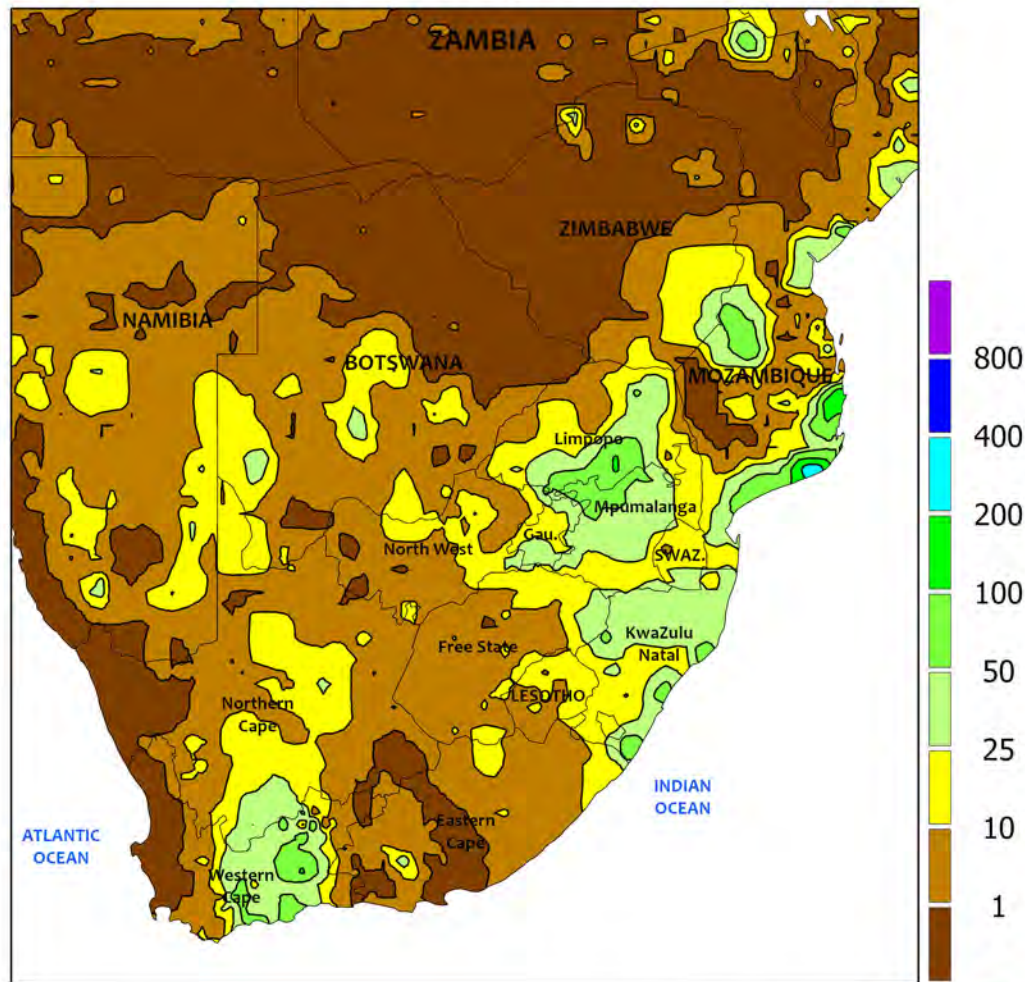 ZAMBIA
ZIMBABWE
NAMIBIA
BOTSWANA
MOZAMBIQUE
Limpopo
Mpumalanga
Gau.
North West
SWAZ.
KwaZulu
Natal
Free State
LESOTHO
Northern
Cape
INDIAN
OCEAN
Eastern
Cape
ATLANTIC
OCEAN
Western
Cape
800
400
200
100
50
25
10
1